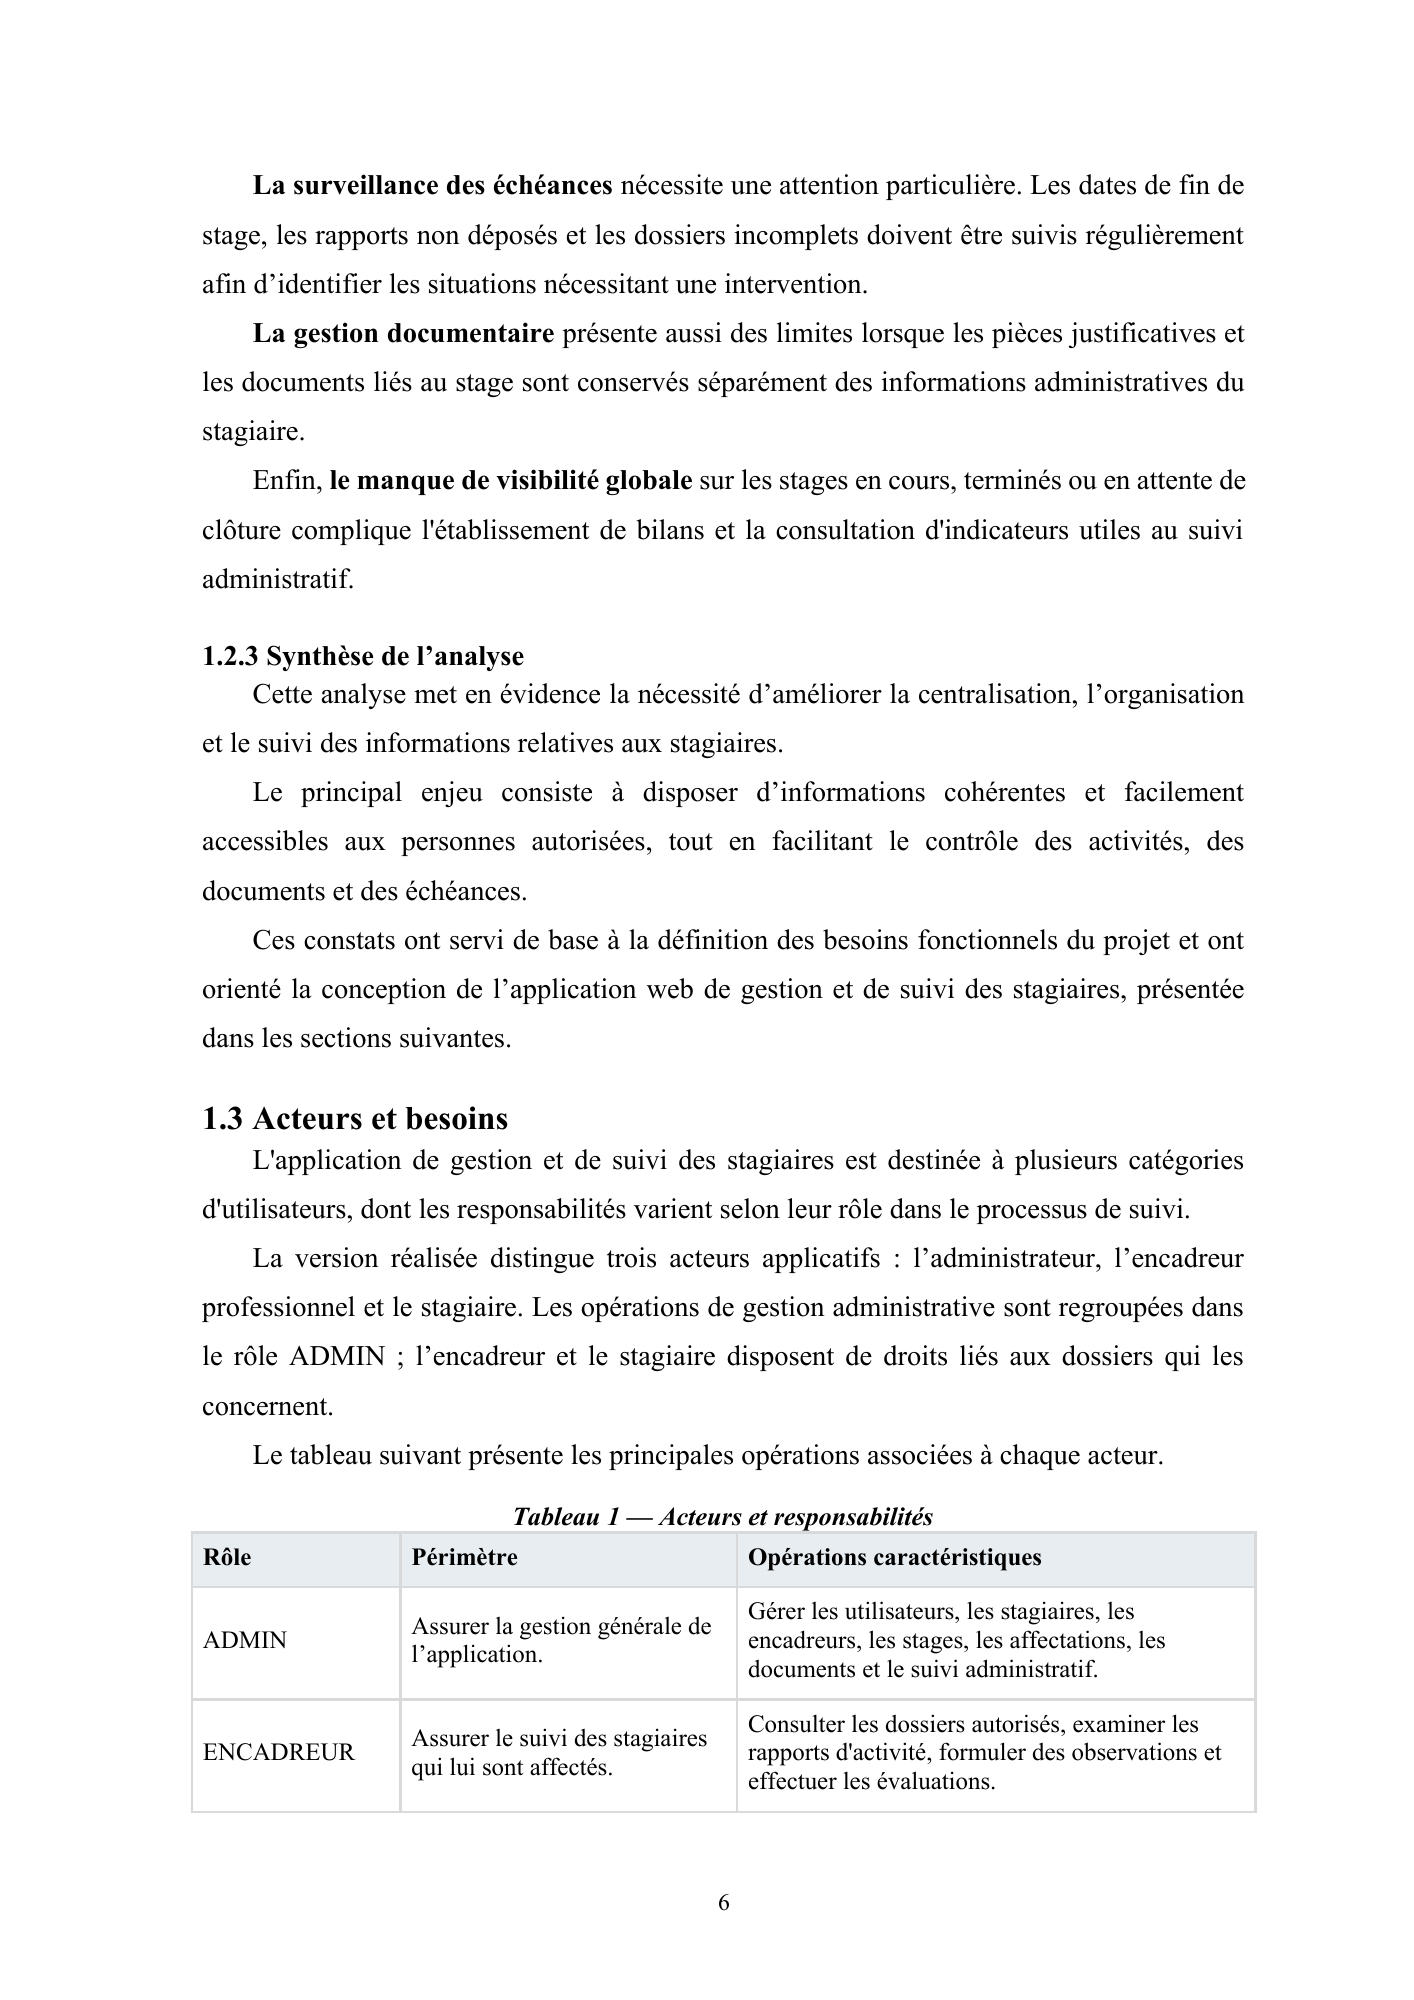 La surveillance des échéances nécessite une attention particulière. Les dates de fin de
stage, les rapports non déposés et les dossiers incomplets doivent être suivis régulièrement
afin d’identifier les situations nécessitant une intervention.
La gestion documentaire présente aussi des limites lorsque les pièces justificatives et
les documents liés au stage sont conservés séparément des informations administratives du
stagiaire.
Enfin, le manque de visibilité globale sur les stages en cours, terminés ou en attente de
clôture complique l'établissement de bilans et la consultation d'indicateurs utiles au suivi
administratif.
1.2.3 Synthèse de l’analyse
Cette analyse met en évidence la nécessité d’améliorer la centralisation, l’organisation
et le suivi des informations relatives aux stagiaires.
Le principal enjeu consiste à disposer d’informations cohérentes et facilement
accessibles aux personnes autorisées, tout en facilitant le contrôle des activités, des
documents et des échéances.
Ces constats ont servi de base à la définition des besoins fonctionnels du projet et ont
orienté la conception de l’application web de gestion et de suivi des stagiaires, présentée
dans les sections suivantes.
1.3 Acteurs et besoins
L'application de gestion et de suivi des stagiaires est destinée à plusieurs catégories
d'utilisateurs, dont les responsabilités varient selon leur rôle dans le processus de suivi.
La version réalisée distingue trois acteurs applicatifs : l’administrateur, l’encadreur
professionnel et le stagiaire. Les opérations de gestion administrative sont regroupées dans
le rôle ADMIN ; l’encadreur et le stagiaire disposent de droits liés aux dossiers qui les
concernent.
Le tableau suivant présente les principales opérations associées à chaque acteur.
Tableau 1 — Acteurs et responsabilités
Rôle
Périmètre
Opérations caractéristiques
ADMIN
Assurer la gestion générale de
l’application.
Gérer les utilisateurs, les stagiaires, les
encadreurs, les stages, les affectations, les
documents et le suivi administratif.
ENCADREUR
Assurer le suivi des stagiaires
qui lui sont affectés.
Consulter les dossiers autorisés, examiner les
rapports d'activité, formuler des observations et
effectuer les évaluations.
6